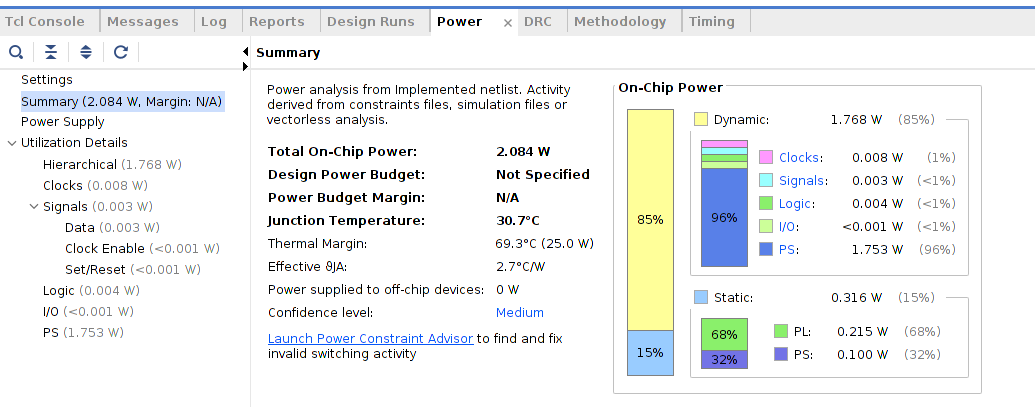 Tcl Console Messages Log Reports Design Runs Power × DRC Methodology Timing
Summary
Settings
Summary (2.084 W, Margin: N/A)
Power Supply
Utilization Details
Hierarchical (1.768 W)
Clocks (0.008 W)
Signals (0.003 W)
Data (0.003 W)
Clock Enable (<0.001 W)
Set/Reset (<0.001 W)
Logic (0.004 W)
I/O (<0.001 W)
PS (1.753 W)
Power analysis from Implemented netlist. Activity
derived from constraints files, simulation files or
vectorless analysis.
Total On-Chip Power: 2.084 W
Design Power Budget: Not Specified
Power Budget Margin: N/A
Junction Temperature: 30.7°C
Thermal Margin: 69.3°C (25.0 W)
Effective ϑJA: 2.7°C/W
Power supplied to off-chip devices: 0 W
Confidence level: Medium
Launch Power Constraint Advisor to find and fix
invalid switching activity
On-Chip Power
85%
15%
Dynamic: 1.768 W (85%)
96%
Clocks: 0.008 W (1%)
Signals: 0.003 W (<1%)
Logic: 0.004 W (<1%)
I/O: <0.001 W (<1%)
PS: 1.753 W (96%)
Static: 0.316 W (15%)
68%
32%
PL: 0.215 W (68%)
PS: 0.100 W (32%)